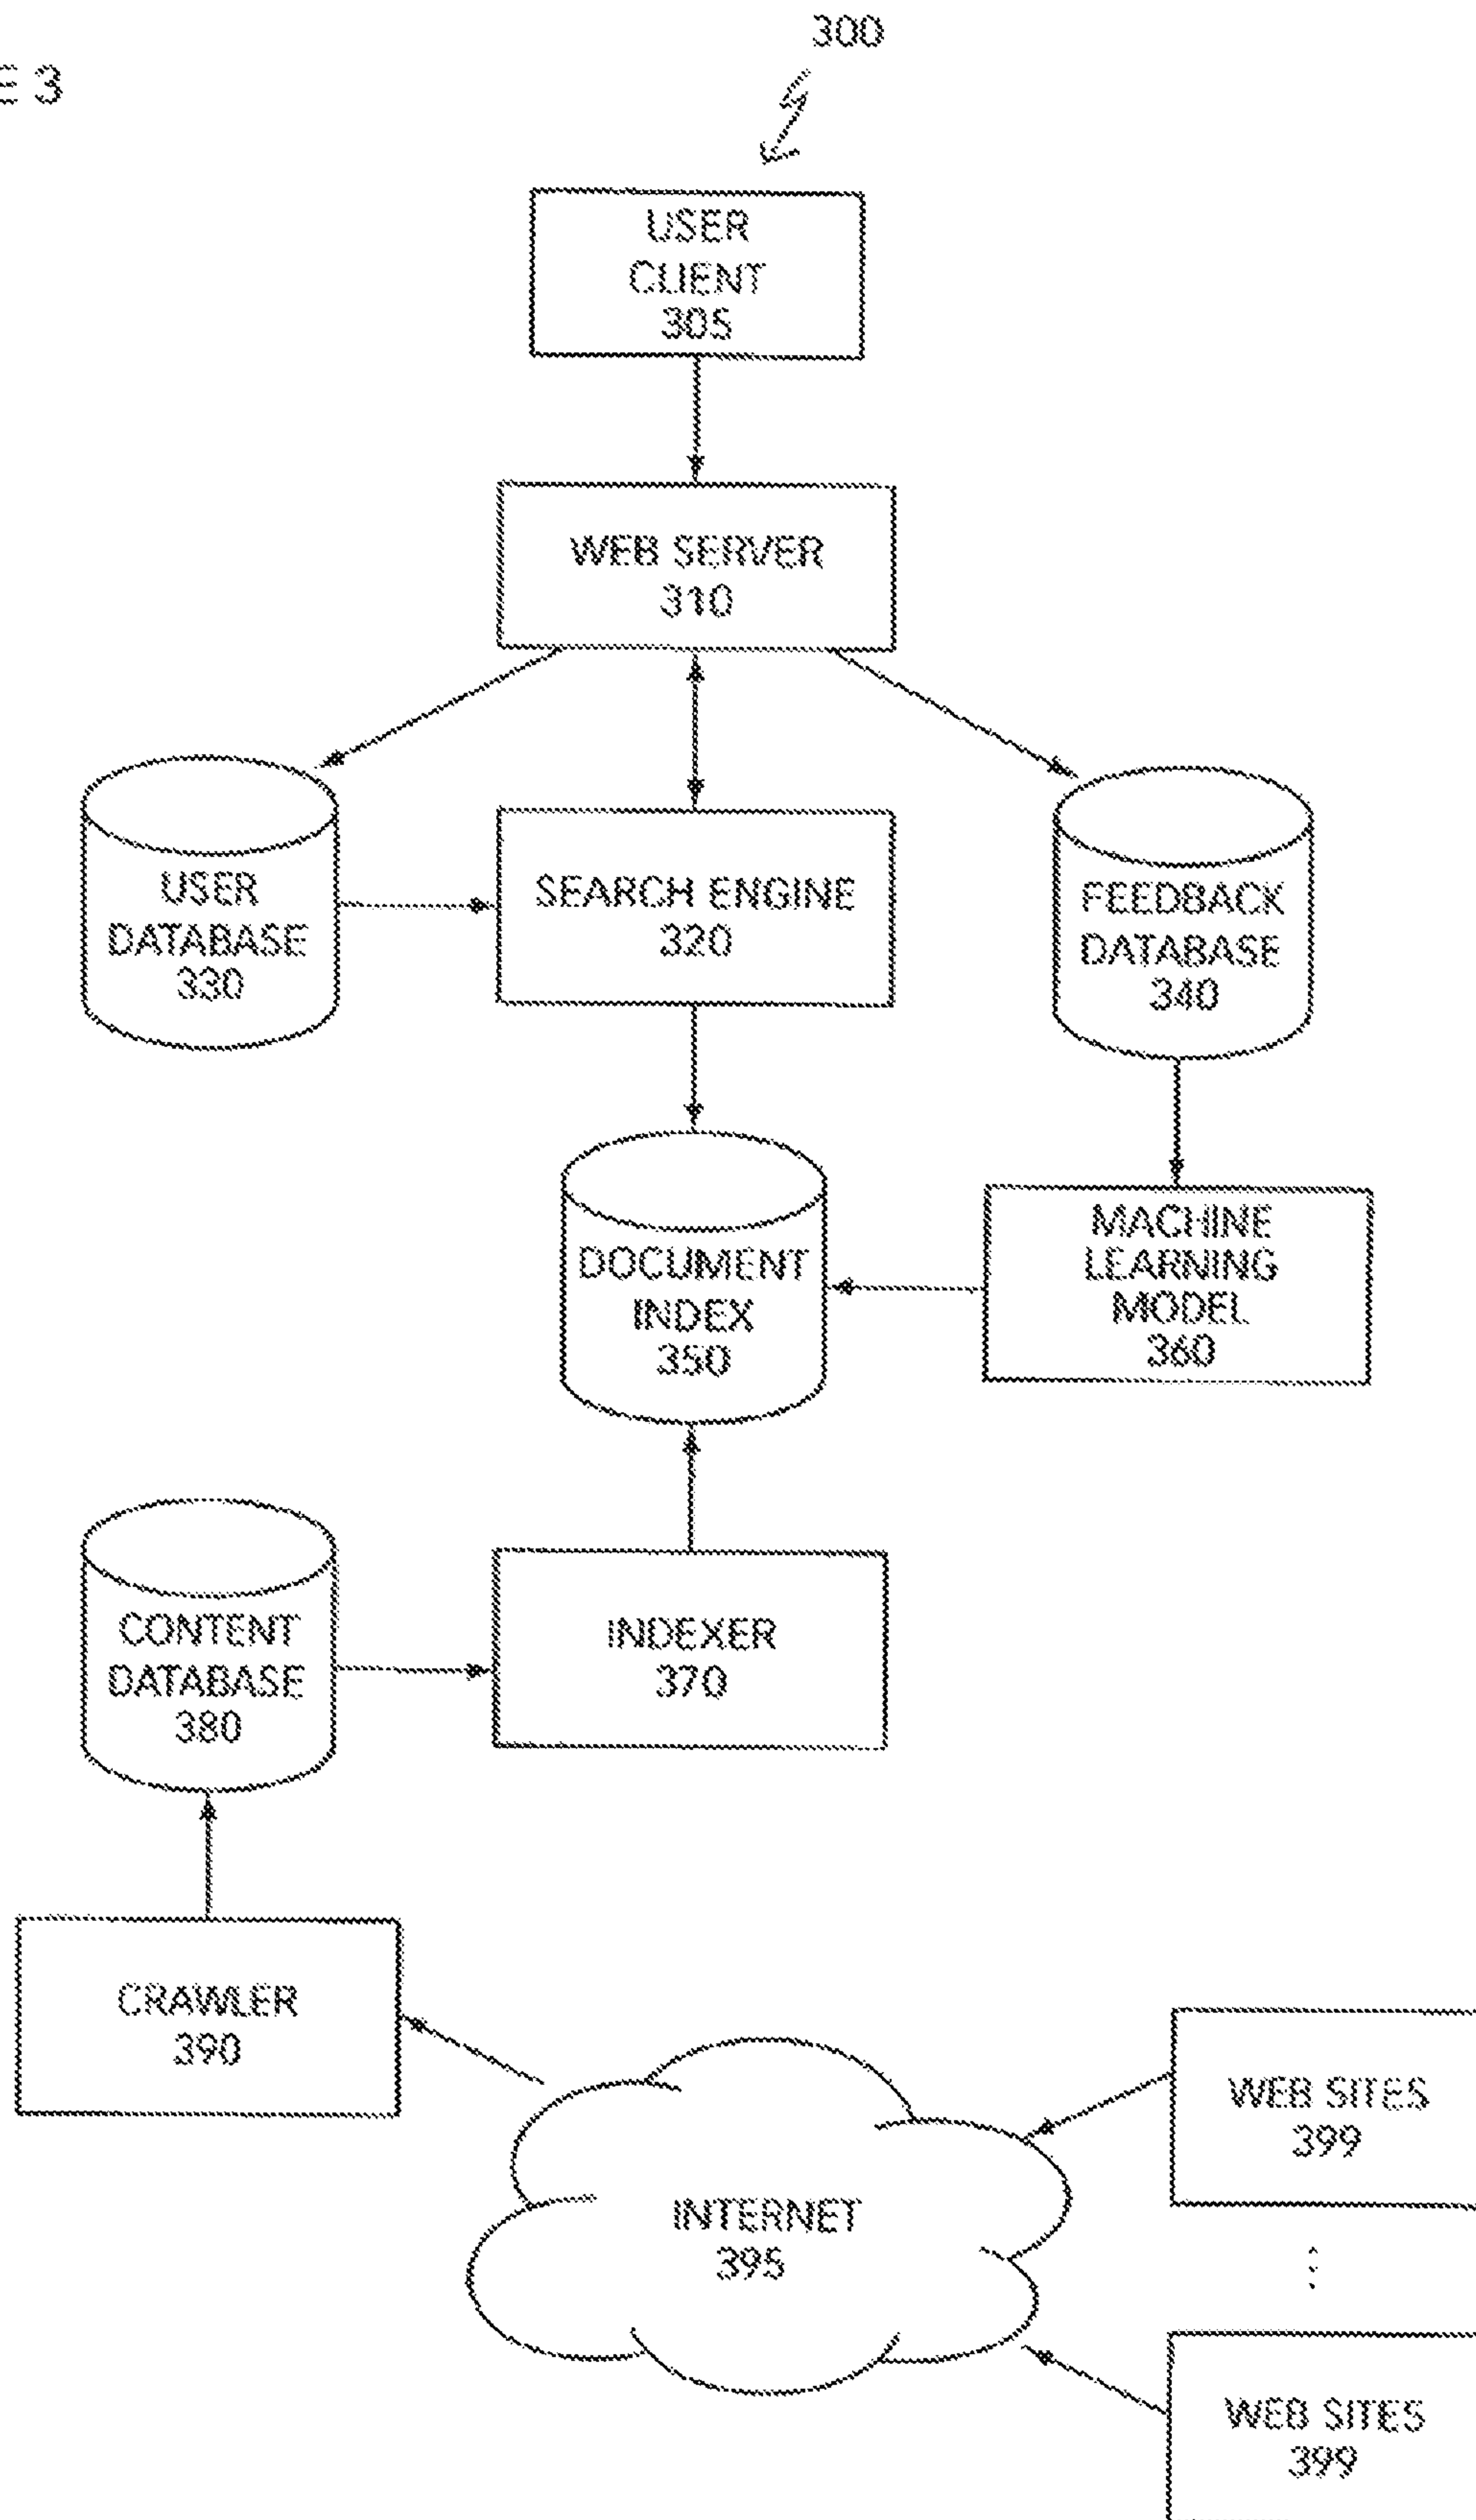 300
E 3
USER
CLIENT
305
WEB SERVER
310
USER
DATABASE
330
SEARCH ENGINE
320
FEEDBACK
DATABASE
340
DOCUMENT
INDEX
350
MACHINE
LEARNING
MODEL
360
CONTENT
DATABASE
380
INDEXER
370
CRAWLER
390
INTERNET
395
WEB SITES
399
WEB SITES
399